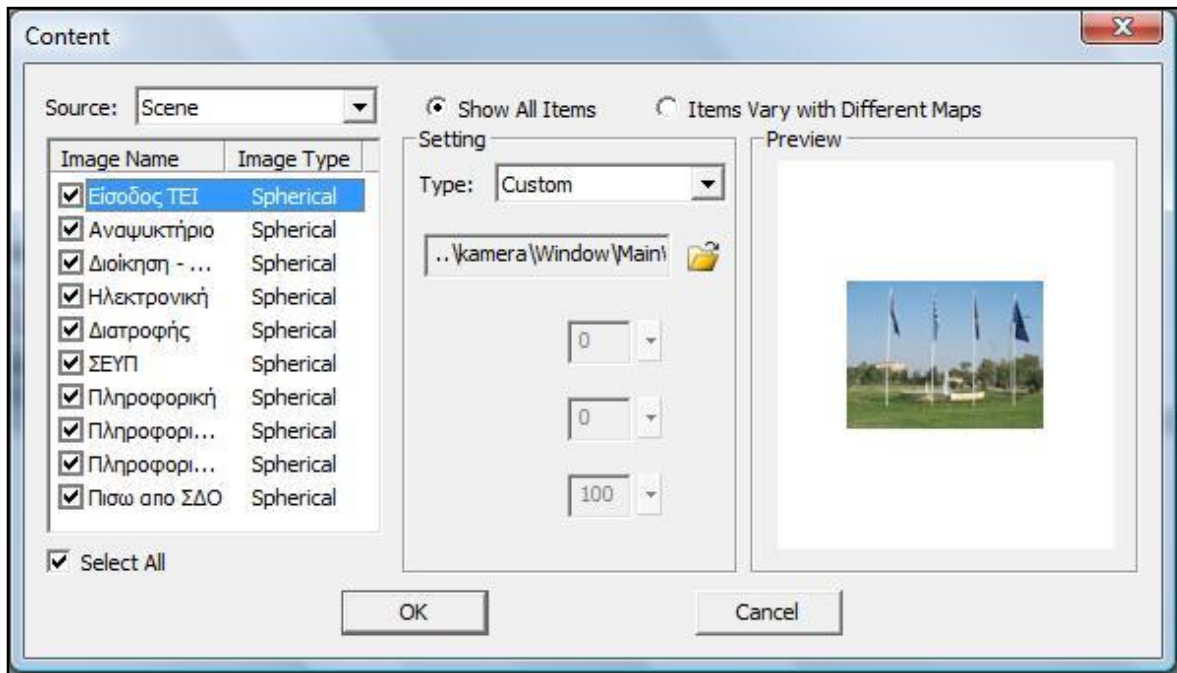 Content
X
Source: Scene
Show All Items
Items Vary with Different Maps
Image Name Image Type
Είσοδος ΤΕΙ Spherical
Αναψυκτήριο Spherical
Διοίκηση - ... Spherical
Ηλεκτρονική Spherical
Διατροφής Spherical
ΣΕΥΠ Spherical
Πληροφορική Spherical
Πληροφορι... Spherical
Πληροφορι... Spherical
Πισω απο ΣΔΟ Spherical
Select All
Setting
Type: Custom
..\kamera\Window\Main\
0
0
100
Preview
OK
Cancel